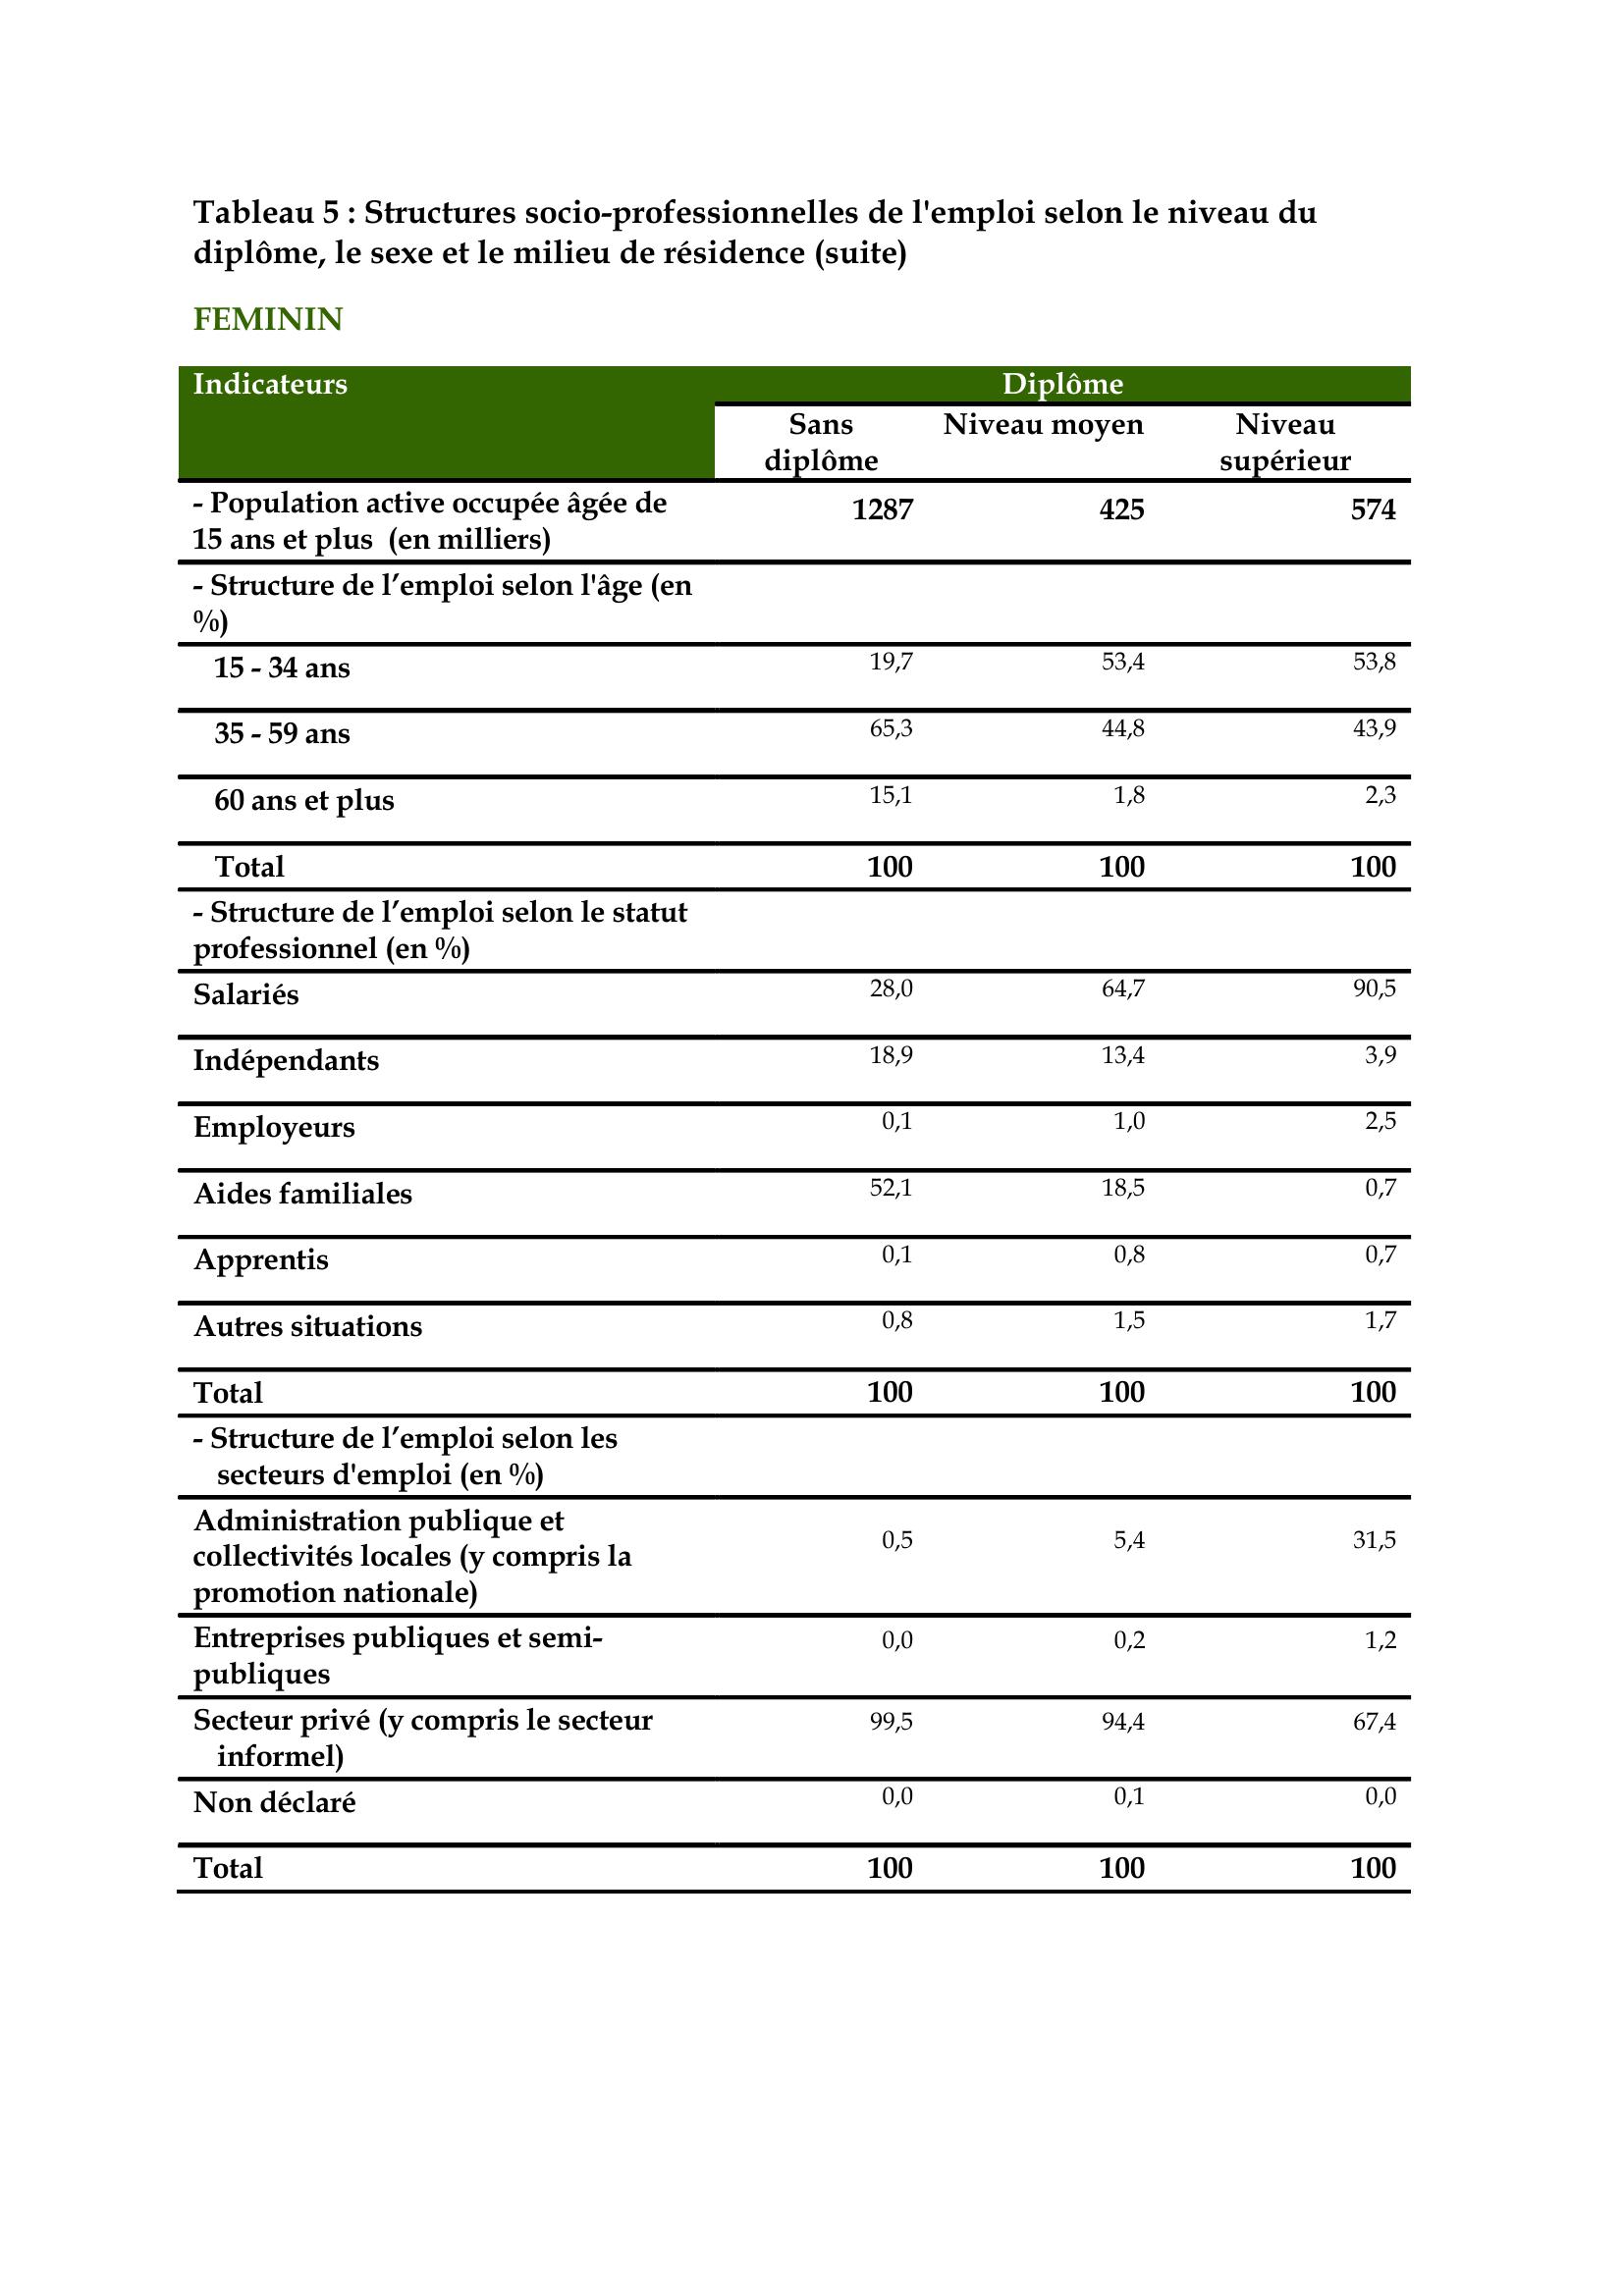 Tableau 5 : Structures socio-professionnelles de l'emploi selon le niveau du
diplôme, le sexe et le milieu de résidence (suite)
FEMININ
Indicateurs Diplôme
Sans Niveau moyen Niveau
diplôme supérieur
- Population active occupée âgée de 1287 425 574
15 ans et plus (en milliers)
- Structure de l’emploi selon l'âge (en
%)
15 - 34 ans 19,7 53,4 53,8
35 - 59 ans 65,3 44,8 43,9
60 ans et plus 15,1 1,8 2,3
Total 100 100 100
- Structure de l’emploi selon le statut
professionnel (en %)
Salariés 28,0 64,7 90,5
Indépendants 18,9 13,4 3,9
Employeurs 0,1 1,0 2,5
Aides familiales 52,1 18,5 0,7
Apprentis 0,1 0,8 0,7
Autres situations 0,8 1,5 1,7
Total 100 100 100
- Structure de l’emploi selon les
secteurs d'emploi (en %)
Administration publique et
collectivités locales (y compris la 0,5 5,4 31,5
promotion nationale)
Entreprises publiques et semi- 0,0 0,2 1,2
publiques
Secteur privé (y compris le secteur 99,5 94,4 67,4
informel)
Non déclaré 0,0 0,1 0,0
Total 100 100 100